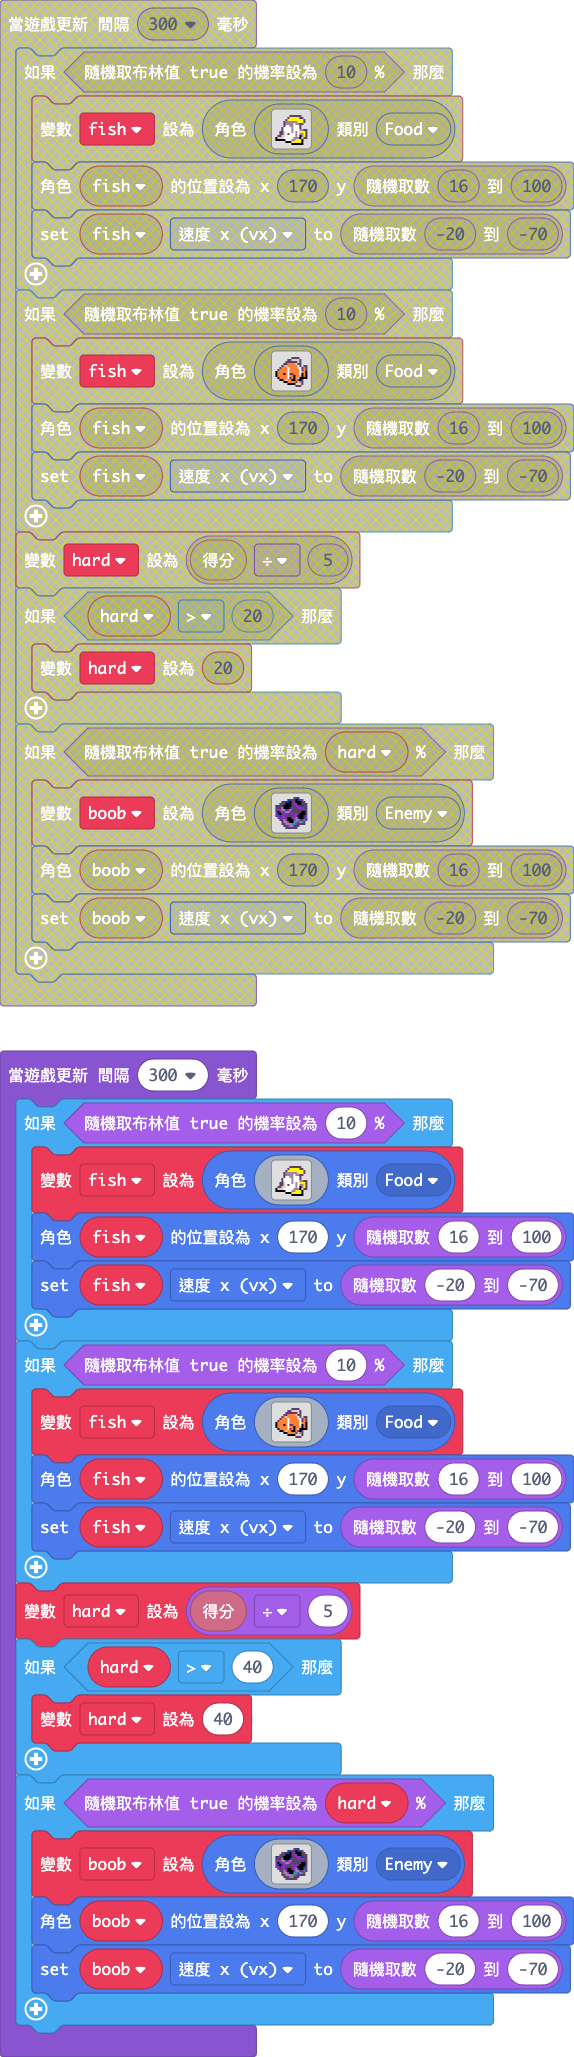 當遊戲更新 間隔 300 毫秒
如果 隨機取布林值 true 的機率設為 10 % 那麼
變數 fish 設為 角色 類別 Food
角色 fish 的位置設為 x 170 y 隨機取數 16 到 100
set fish 速度 x (vx) to 隨機取數 -20 到 -70
如果 隨機取布林值 true 的機率設為 10 % 那麼
變數 fish 設為 角色 類別 Food
角色 fish 的位置設為 x 170 y 隨機取數 16 到 100
set fish 速度 x (vx) to 隨機取數 -20 到 -70
變數 hard 設為 得分 ÷ 5
如果 hard > 20 那麼
變數 hard 設為 20
如果 隨機取布林值 true 的機率設為 hard % 那麼
變數 boob 設為 角色 類別 Enemy
角色 boob 的位置設為 x 170 y 隨機取數 16 到 100
set boob 速度 x (vx) to 隨機取數 -20 到 -70
當遊戲更新 間隔 300 毫秒
如果 隨機取布林值 true 的機率設為 10 % 那麼
變數 fish 設為 角色 類別 Food
角色 fish 的位置設為 x 170 y 隨機取數 16 到 100
set fish 速度 x (vx) to 隨機取數 -20 到 -70
如果 隨機取布林值 true 的機率設為 10 % 那麼
變數 fish 設為 角色 類別 Food
角色 fish 的位置設為 x 170 y 隨機取數 16 到 100
set fish 速度 x (vx) to 隨機取數 -20 到 -70
變數 hard 設為 得分 ÷ 5
如果 hard > 40 那麼
變數 hard 設為 40
如果 隨機取布林值 true 的機率設為 hard % 那麼
變數 boob 設為 角色 類別 Enemy
角色 boob 的位置設為 x 170 y 隨機取數 16 到 100
set boob 速度 x (vx) to 隨機取數 -20 到 -70